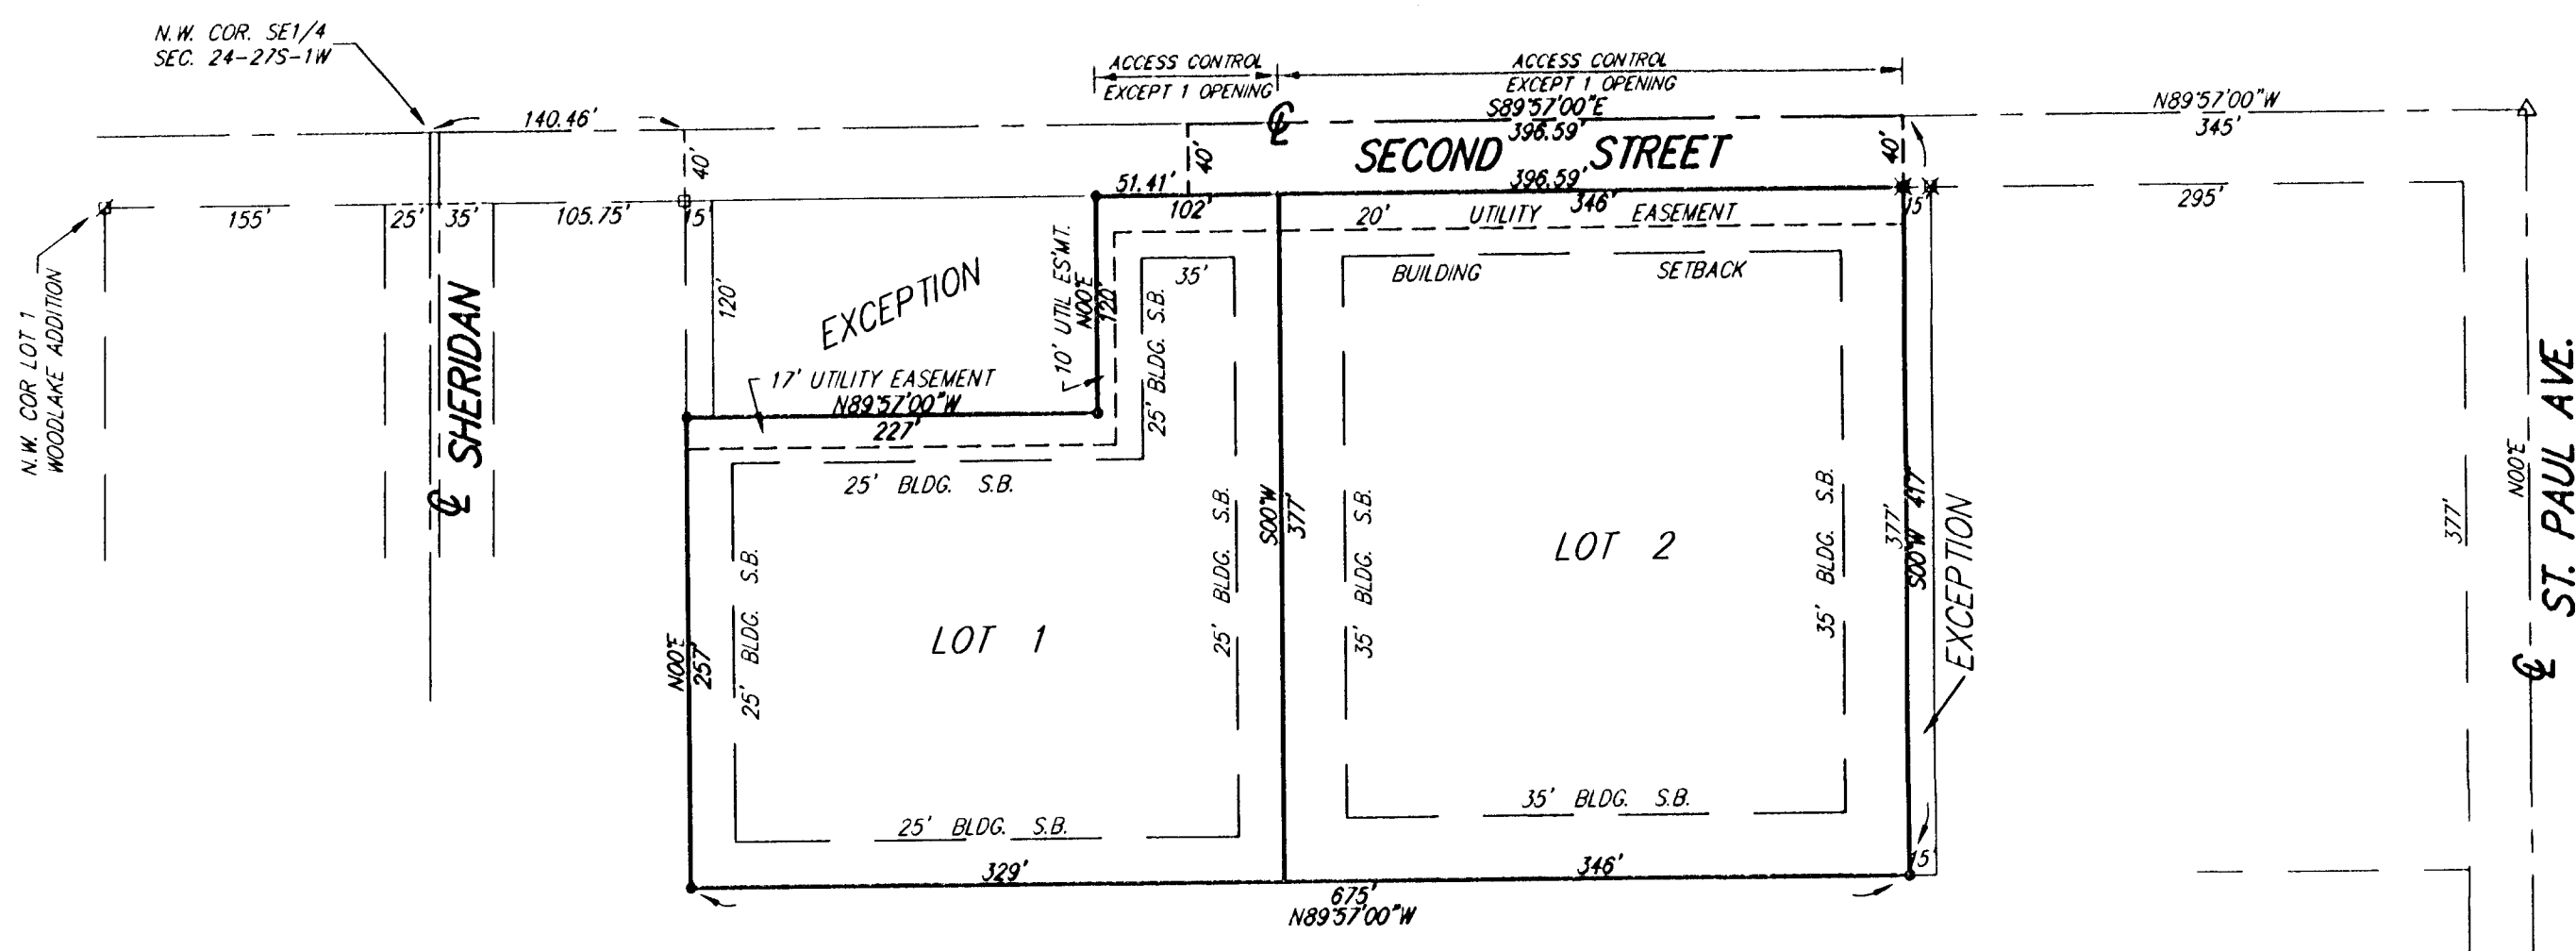 N.W. COR. SE1/4
SEC. 24-27S-1W
ACCESS CONTROL
EXCEPT 1 OPENING
ACCESS CONTROL
EXCEPT 1 OPENING
S89°57'00"E
396.59'
N89°57'00"W
345'
140.46'
40'
℄
40'
SECOND STREET
40'
51.41'
396.59'
155'
25'
35'
105.75'
15'
102'
346'
15'
295'
20' UTILITY EASEMENT
N.W. COR LOT 1
WOODLAKE ADDITION
℄ SHERIDAN
120'
EXCEPTION
10' UTIL ES'MT.
N00°E
120'
35'
25' BLDG. S.B.
BUILDING SETBACK
17' UTILITY EASEMENT
N89°57'00"W
227'
25' BLDG. S.B.
25' BLDG. S.B.
25' BLDG. S.B.
25' BLDG. S.B.
S00°W
377'
35' BLDG. S.B.
35' BLDG. S.B.
35' BLDG. S.B.
35' BLDG. S.B.
LOT 2
377'
S00°W 417'
EXCEPTION
377'
N00°E
℄ ST. PAUL AVE.
N00°E
257'
25' BLDG. S.B.
LOT 1
25' BLDG. S.B.
35' BLDG. S.B.
329'
346'
15'
675'
N89°57'00"W